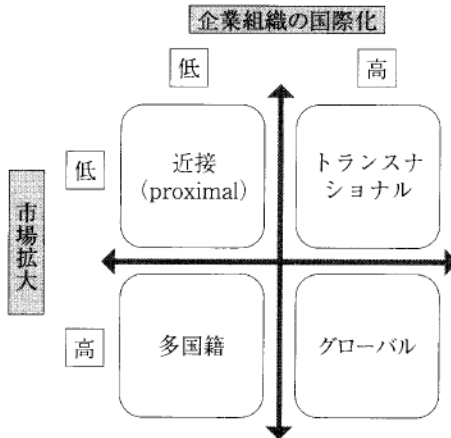 企業組織の国際化
低
高
低
近接
(proximal)
トランスナ
ショナル
市場拡大
高
多国籍
グローバル